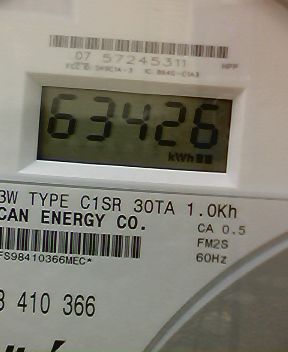 07 57245311
HPP
63426
kWh
3W TYPE C1SR 30TA 1.0Kh
CAN ENERGY CO.
CA 0.5
FM2S
60Hz
FS98410366MEC*
3 410 366